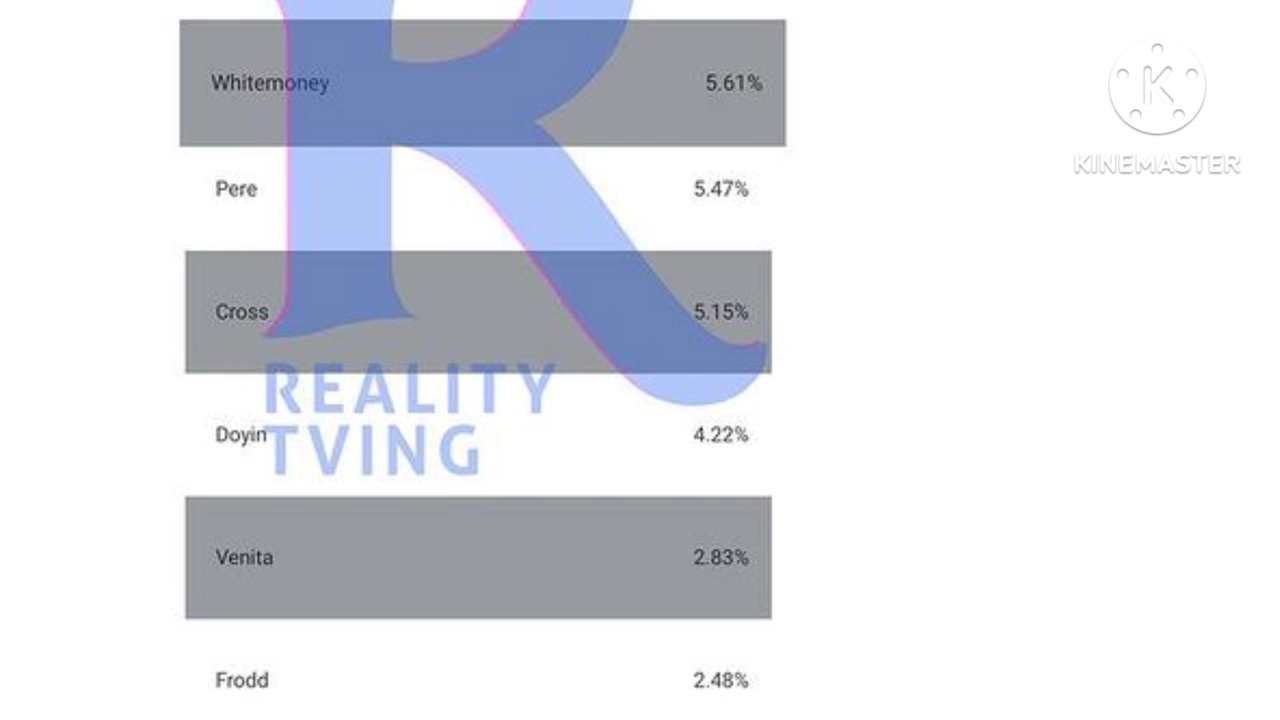 Whitemoney 5.61%
KINEMASTER
Pere 5.47%
Cross 5.15%
REALITY
TVING
Doyin 4.22%
Venita 2.83%
Frodd 2.48%